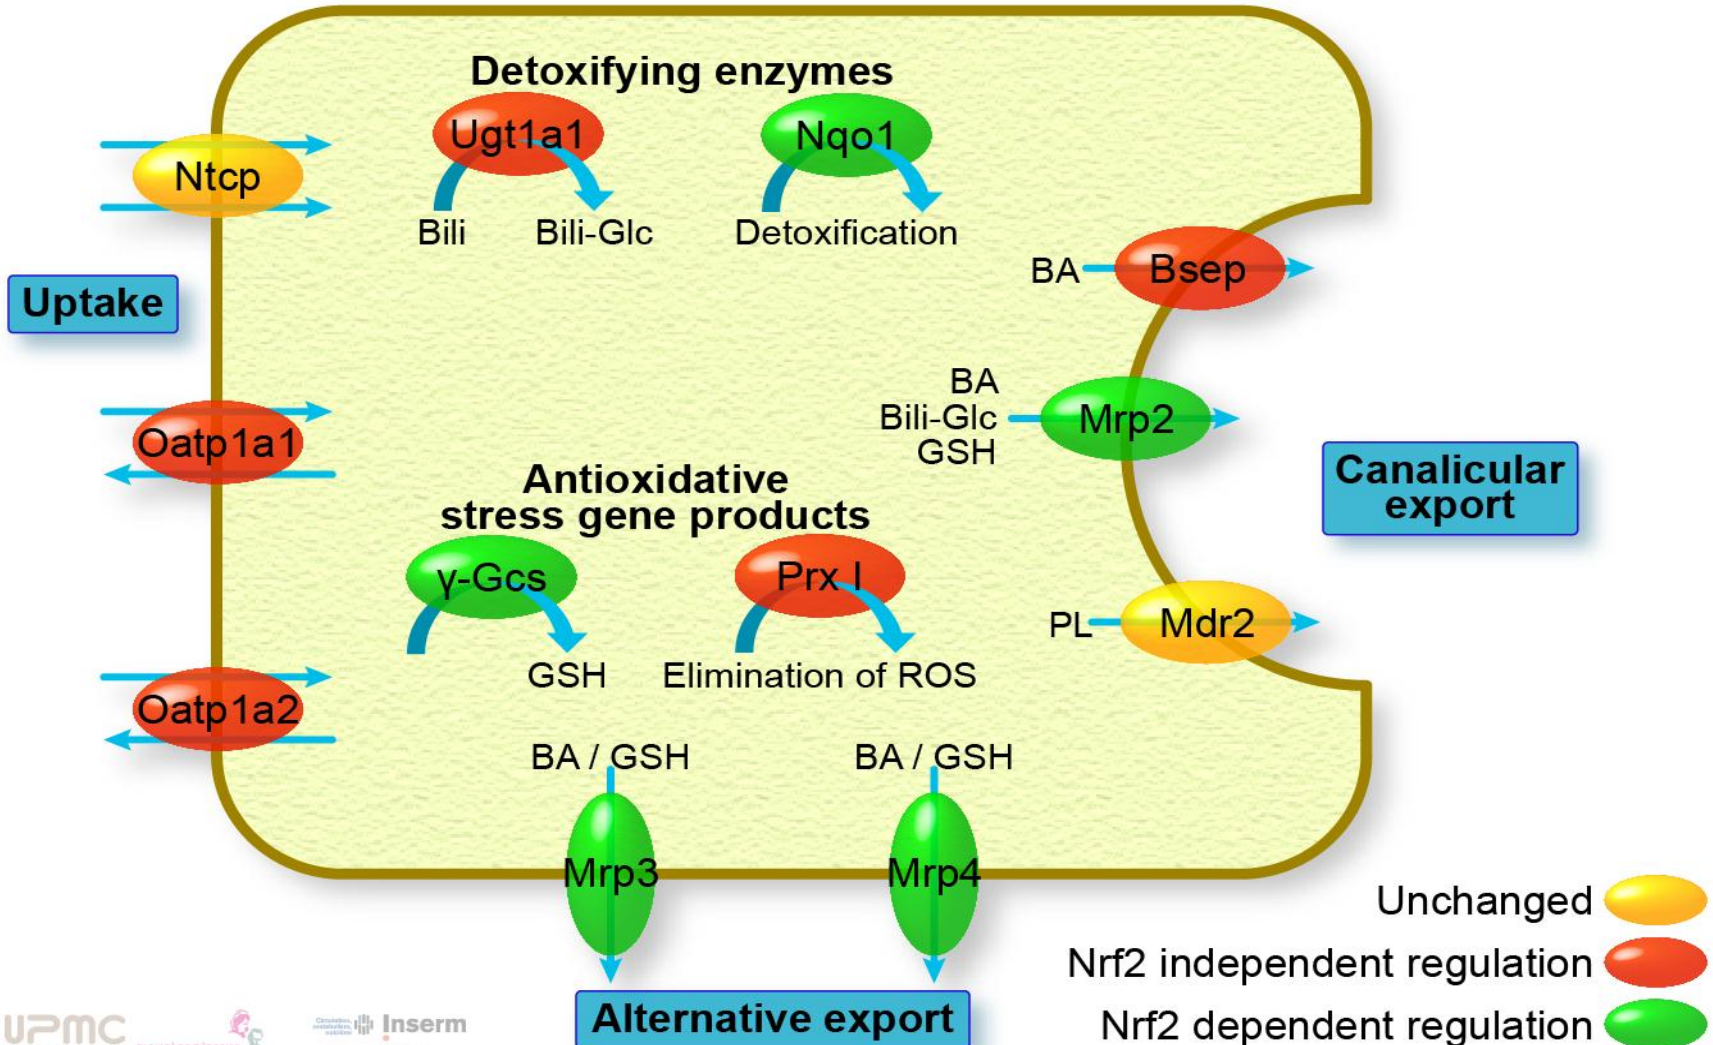 Detoxifying enzymes
Ugt1a1
Nqo1
Ntcp
Bili
Bili-Glc
Detoxification
BA
Bsep
Uptake
BA
Bili-Glc
GSH
Mrp2
Oatp1a1
Canalicular
export
Antioxidative
stress gene products
γ-Gcs
Prx I
PL
Mdr2
GSH
Elimination of ROS
Oatp1a2
BA / GSH
BA / GSH
Mrp3
Mrp4
Unchanged
Nrf2 independent regulation
Nrf2 dependent regulation
Alternative export
UPMC
Inserm